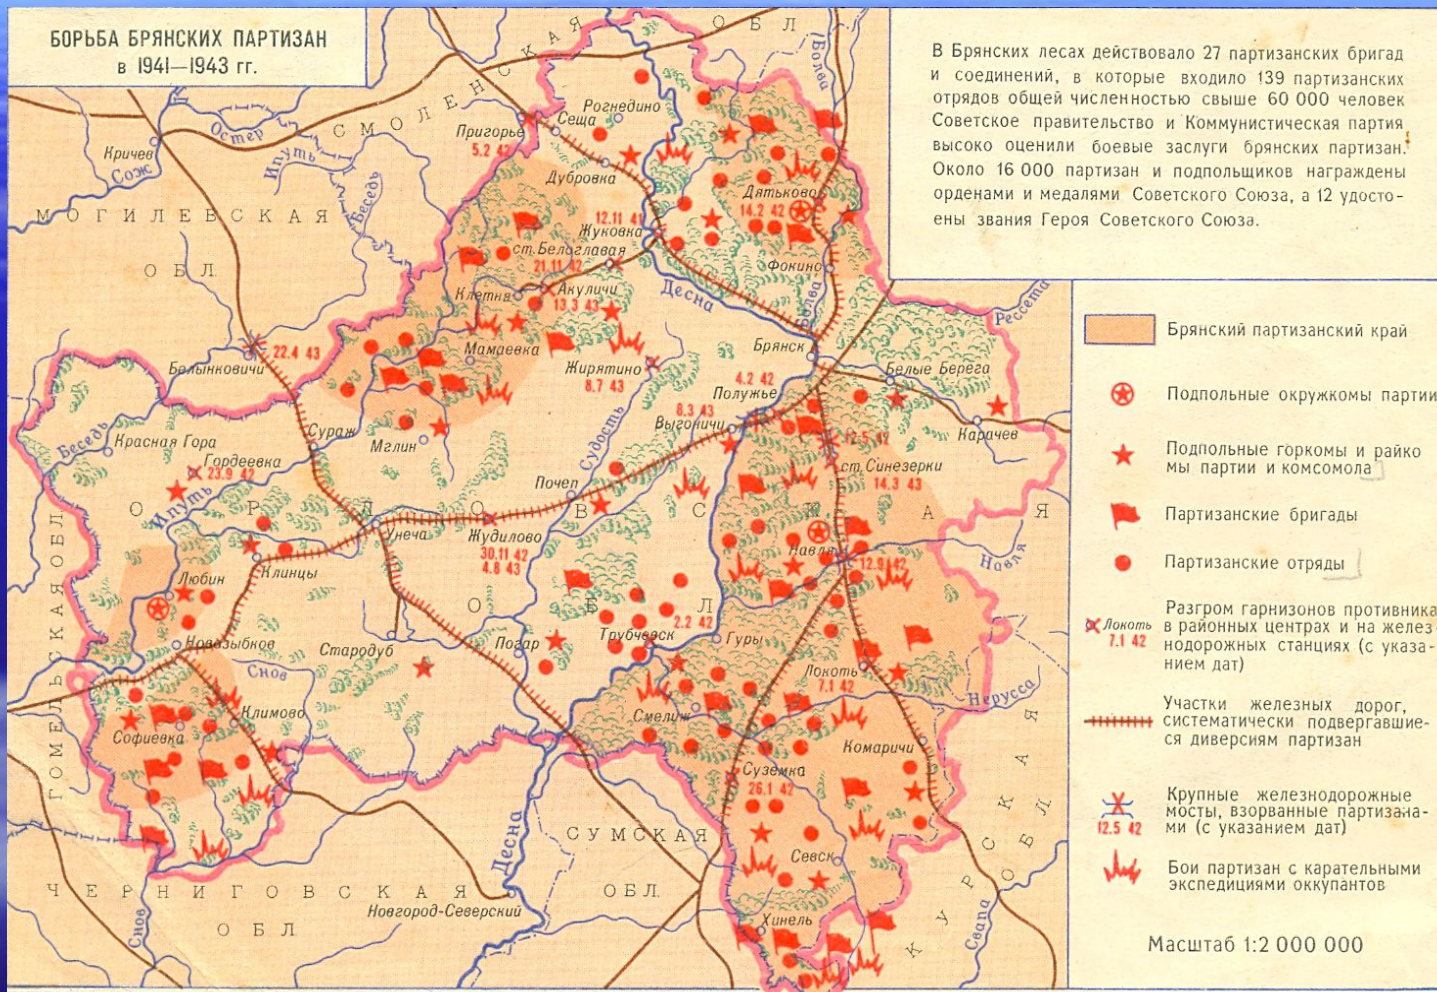 БОРЬБА БРЯНСКИХ ПАРТИЗАН
в 1941—1943 гг.
В Брянских лесах действовало 27 партизанских бригад
и соединений, в которые входило 139 партизанских
отрядов общей численностью свыше 60 000 человек
Советское правительство и Коммунистическая партия
высоко оценили боевые заслуги брянских партизан.
Около 16 000 партизан и подпольщиков награждены
орденами и медалями Советского Союза, а 12 удосто-
ены звания Героя Советского Союза.
Брянский партизанский край
Подпольные окружкомы партии
Подпольные горкомы и райко
мы партии и комсомола
Партизанские бригады
Партизанские отряды
Локоть
7.1 42
Разгром гарнизонов противника
в районных центрах и на желез-
нодорожных станциях (с указа-
нием дат)
Участки железных дорог,
систематически подвергавшие-
ся диверсиям партизан
12.5 42
Крупные железнодорожные
мосты, взорванные партизана-
ми (с указанием дат)
Бои партизан с карательными
экспедициями оккупантов
Масштаб 1:2 000 000
СМОЛЕНСКАЯ ОБЛ
Болва
Остер
Кричев
Сож
Ипуть
Беседь
МОГИЛЕВСКАЯ
ОБЛ
Пригорье
5.2 42
Сеща
Рогнедино
Дубровка
12.11 41
Жуковка
Дятьково
14.2 42
ст. Белоглавая
21.11 42
Фокино
Клетня
Акуличи
13.3 43
Десна
Болва
Рессета
22.4 43
Белынковичи
Мамаевка
Жирятино
8.7 43
Брянск
Белые Берега
4.2 42
Полужье
8.3 43
Выгоничи
Карачев
12.5 42
ст. Синезерки
14.3 43
Беседь
Красная Гора
Гордеевка
23.9 42
Сураж
Мглин
Судость
Почеп
Ипуть
ОРЛОВСКАЯ
ОБЛ
Унеча
Жудилово
30.11 42
4.8 43
Навля
12.9 42
Навля
Клинцы
Любин
Новозыбков
Стародуб
Погар
Трубчевск
2.2 42
Гуры
Локоть
7.1 42
Нерусса
Снов
Климово
Софиевка
Смелиж
Комаричи
Суземка
26.1 42
ГОМЕЛЬСКАЯ ОБЛ
СУМСКАЯ
ОБЛ.
Севск
Десна
ЧЕРНИГОВСКАЯ
ОБЛ
Новгород-Северский
Снов
Хинель
Свапа
КУРСКАЯ
ОБЛ